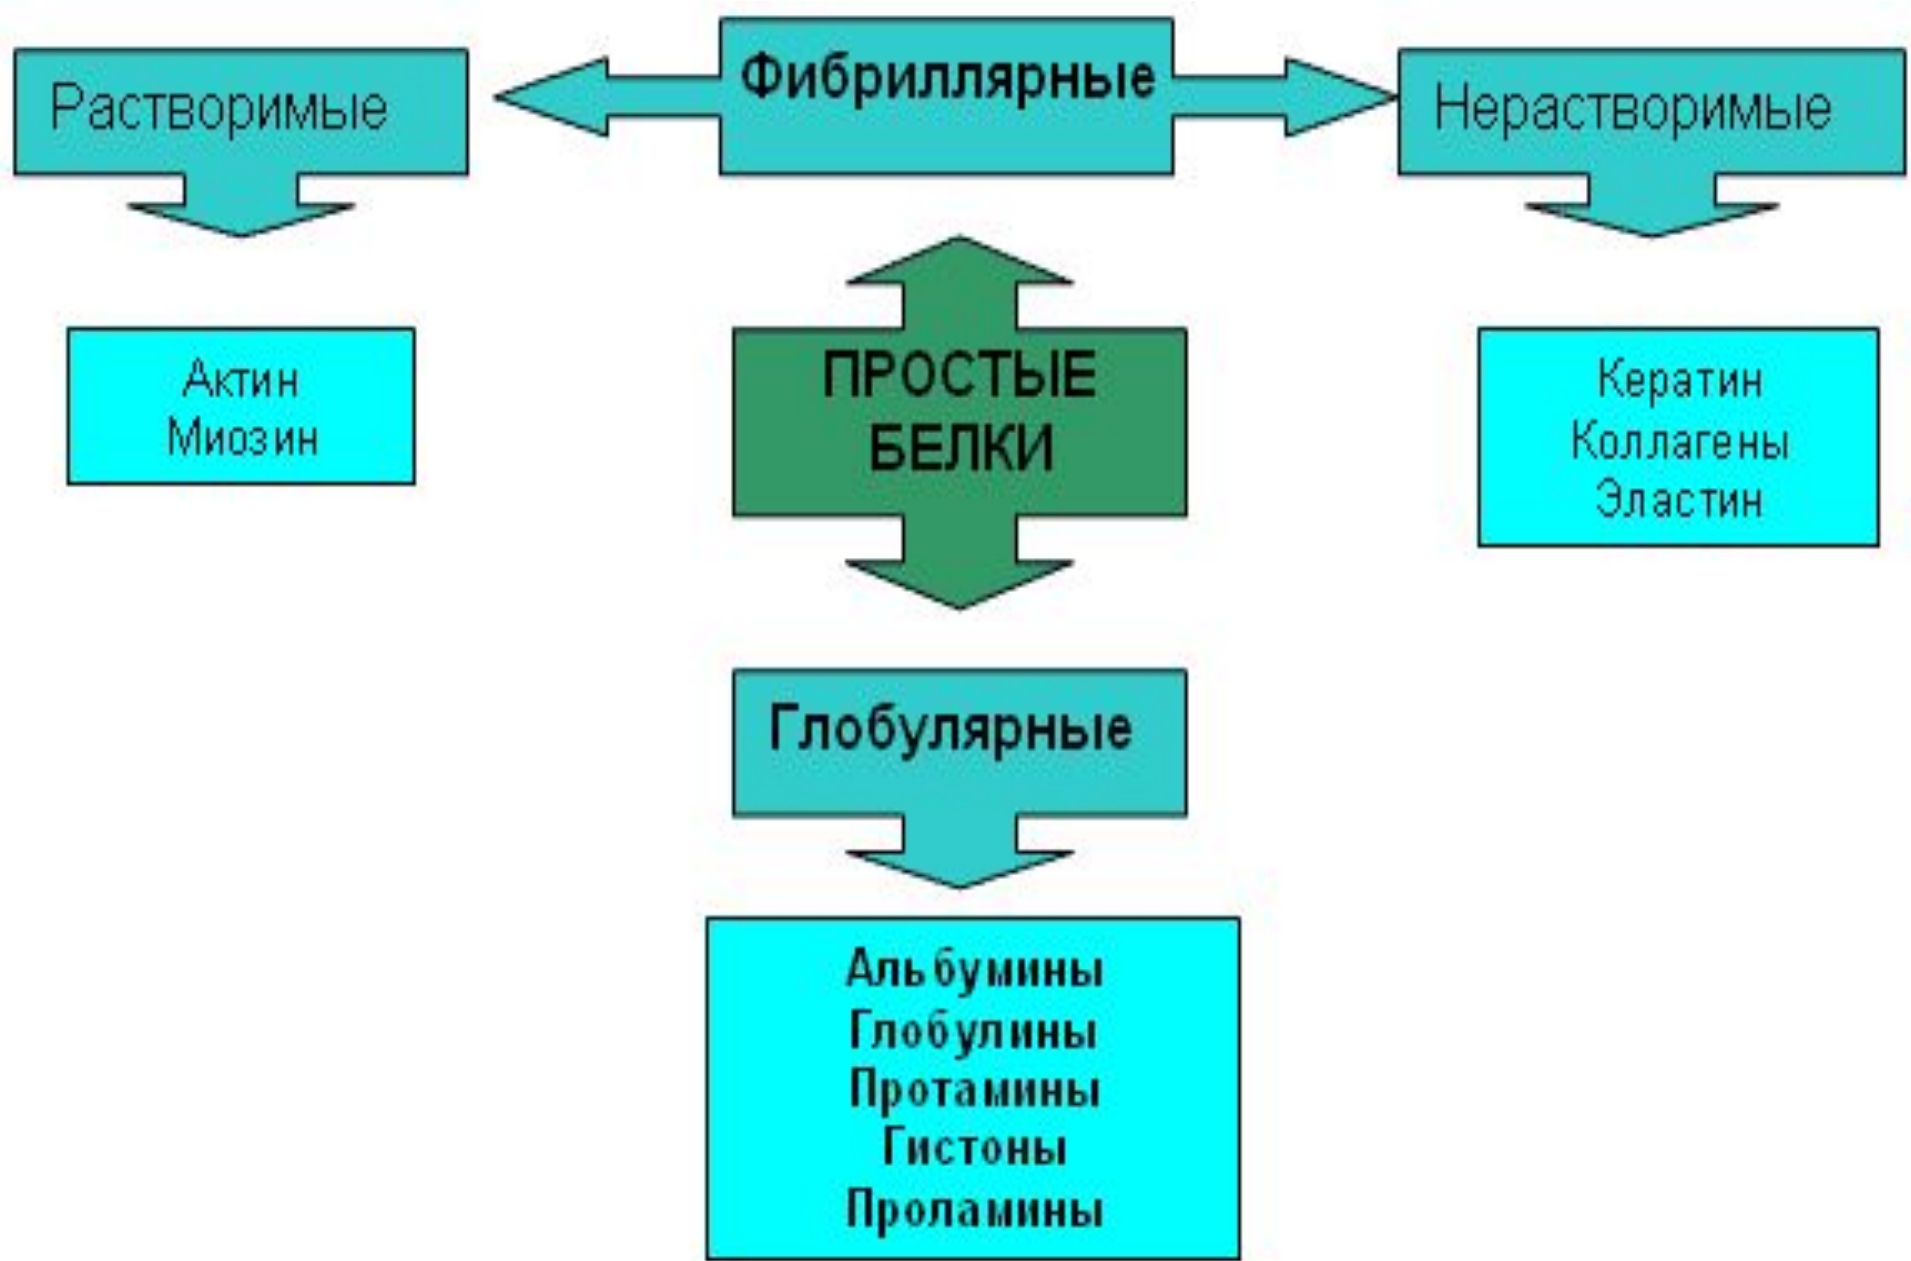 Фибриллярные
Растворимые
Нерастворимые
Актин
Миозин
ПРОСТЫЕ
БЕЛКИ
Кератин
Коллагены
Эластин
Глобулярные
Альбумины
Глобулины
Протамины
Гистоны
Проламины